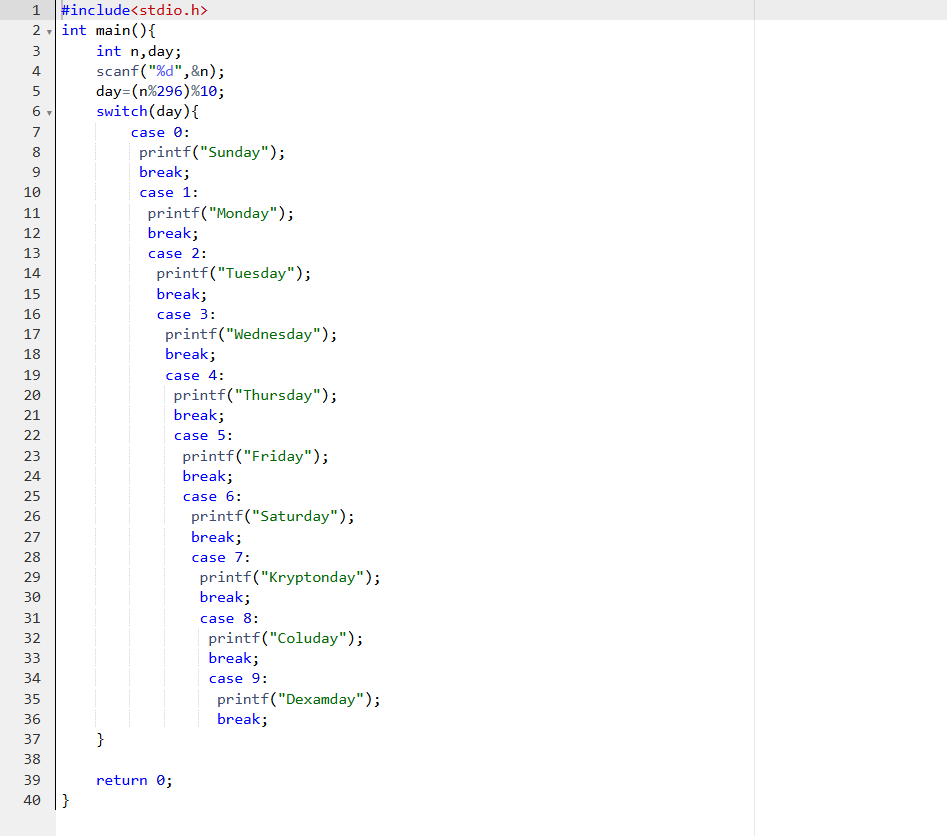 1 #include<stdio.h>
2 int main(){
3 int n,day;
4 scanf("%d",&n);
5 day=(n%296)%10;
6 switch(day){
7 case 0:
8 printf("Sunday");
9 break;
10 case 1:
11 printf("Monday");
12 break;
13 case 2:
14 printf("Tuesday");
15 break;
16 case 3:
17 printf("Wednesday");
18 break;
19 case 4:
20 printf("Thursday");
21 break;
22 case 5:
23 printf("Friday");
24 break;
25 case 6:
26 printf("Saturday");
27 break;
28 case 7:
29 printf("Kryptonday");
30 break;
31 case 8:
32 printf("Coluday");
33 break;
34 case 9:
35 printf("Dexamday");
36 break;
37 }
38
39 return 0;
40 }